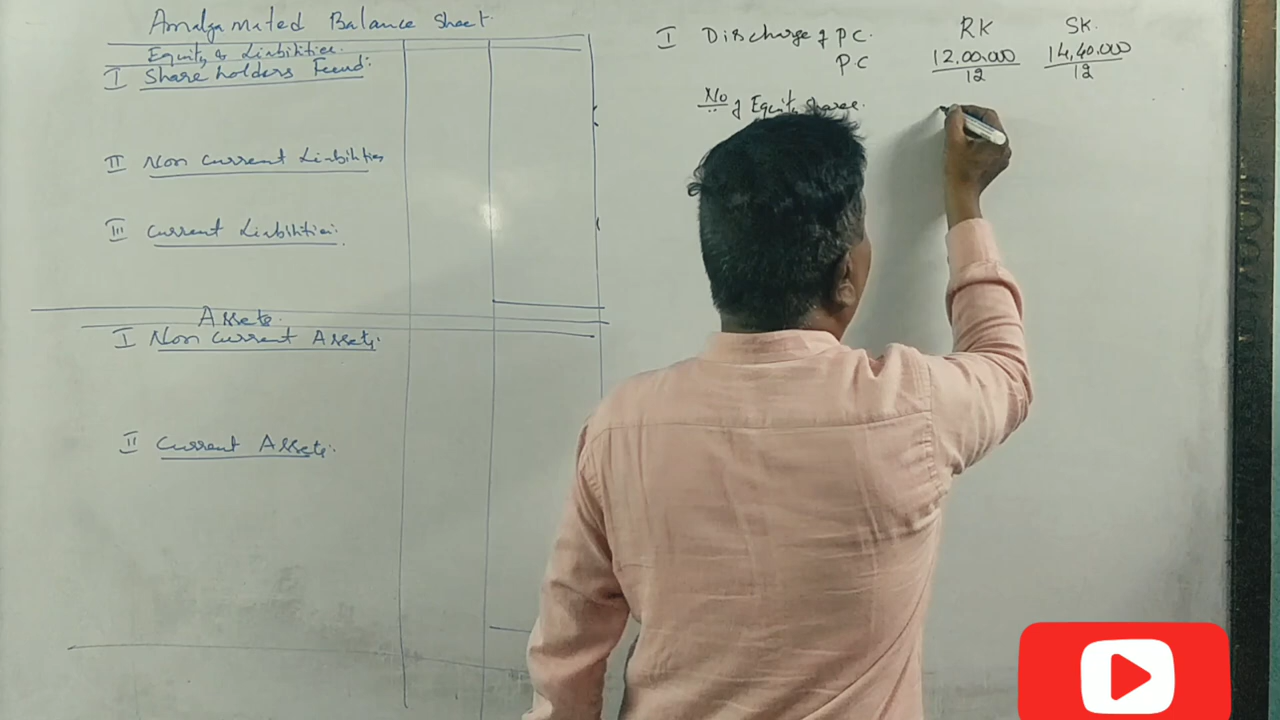 Amalgamated Balance Sheet.
Equity & Liabilities.
I Share holders Fund:
II Non Current Liabilities
III Current Liabilities.
Assets.
I Non Current Assets.
II Current Assets.
I Discharge of P C. RK SK.
P C 12,00,000 14,40,000
12 12
No of Equity shares.